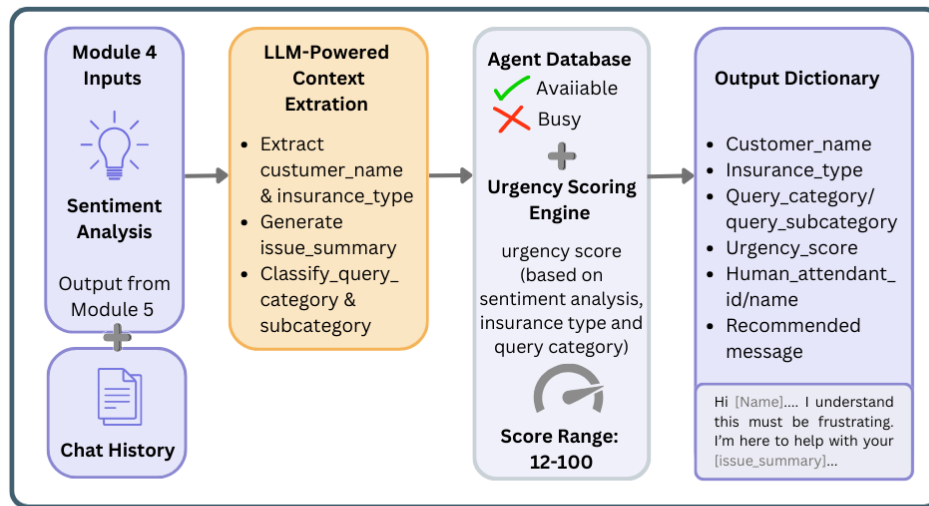 Module 4
Inputs
Sentiment
Analysis
Output from
Module 5
Chat History
LLM-Powered
Context
Extration
• Extract
custumer_name
& insurance_type
• Generate
issue_summary
• Classify_query_
category &
subcategory
Agent Database
Avaiiable
Busy
Urgency Scoring
Engine
urgency score
(based on
sentiment analysis,
insurance type and
query category)
Score Range:
12-100
Output Dictionary
• Customer_name
• Insurance_type
• Query_category/
query_subcategory
• Urgency_score
• Human_attendant_
id/name
• Recommended
message
Hi [Name].... I understand
this must be frustrating.
I'm here to help with your
[issue_summary]...